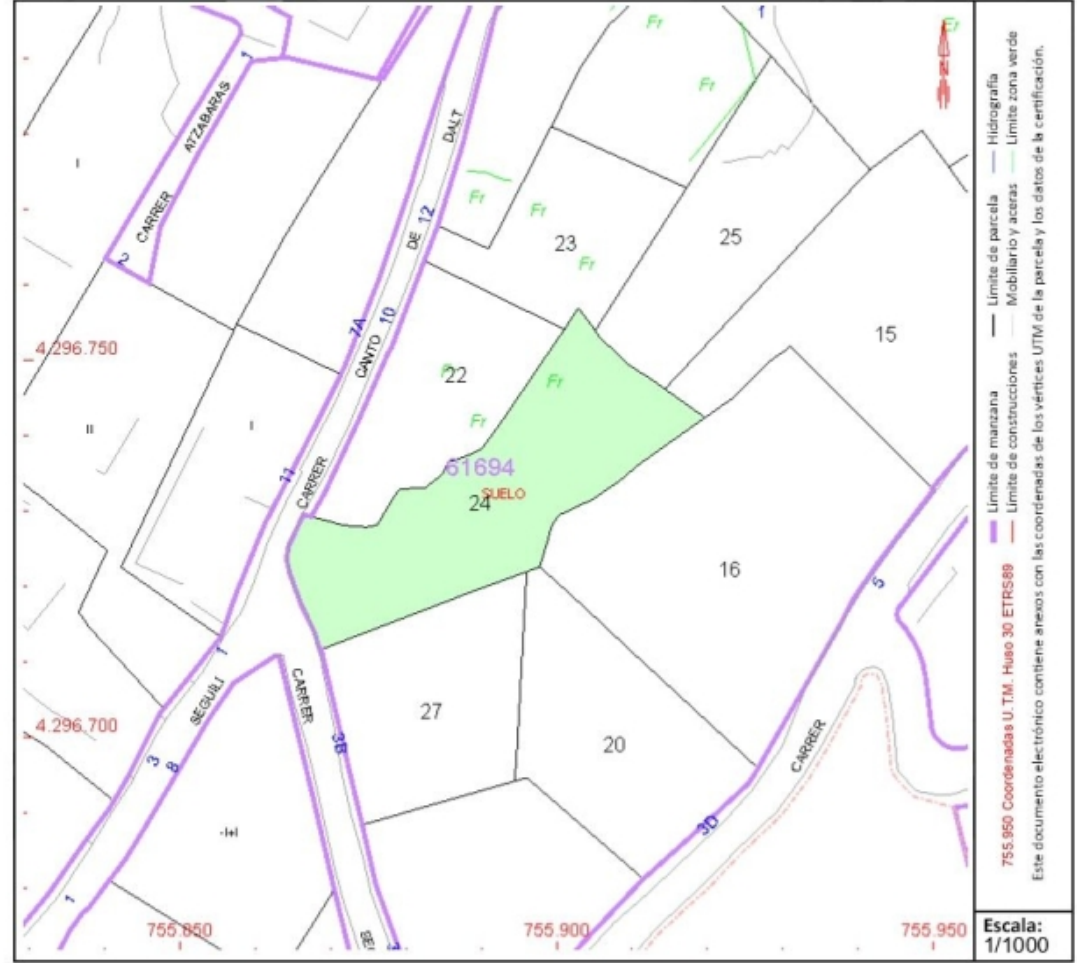 1
Fr
Fr
Fr
1
CARRER ATZABARAS
I
DALT
Fr
12
Fr
DE
23
25
Fr
2
7A
10
15
4.296.750
CANTO
Fr
22
Fr
II
I
Fr
11
CARRER
61694
SUELO
24
16
5
1
SEGUILI
CARRER
27
3B
20
CARRER
4.296.700
3
8
-I+I
3D
1
755.850
755.900
755.950
Límite de manzana
Límite de parcela
Hidrografía
Límite de construcciones
Mobiliario y aceras
Límite zona verde
755.950 Coordenadas U.T.M. Huso 30 ETRS89
Este documento electrónico contiene anexos con las coordenadas de los vértices UTM de la parcela y los datos de la certificación.
Escala:
1/1000